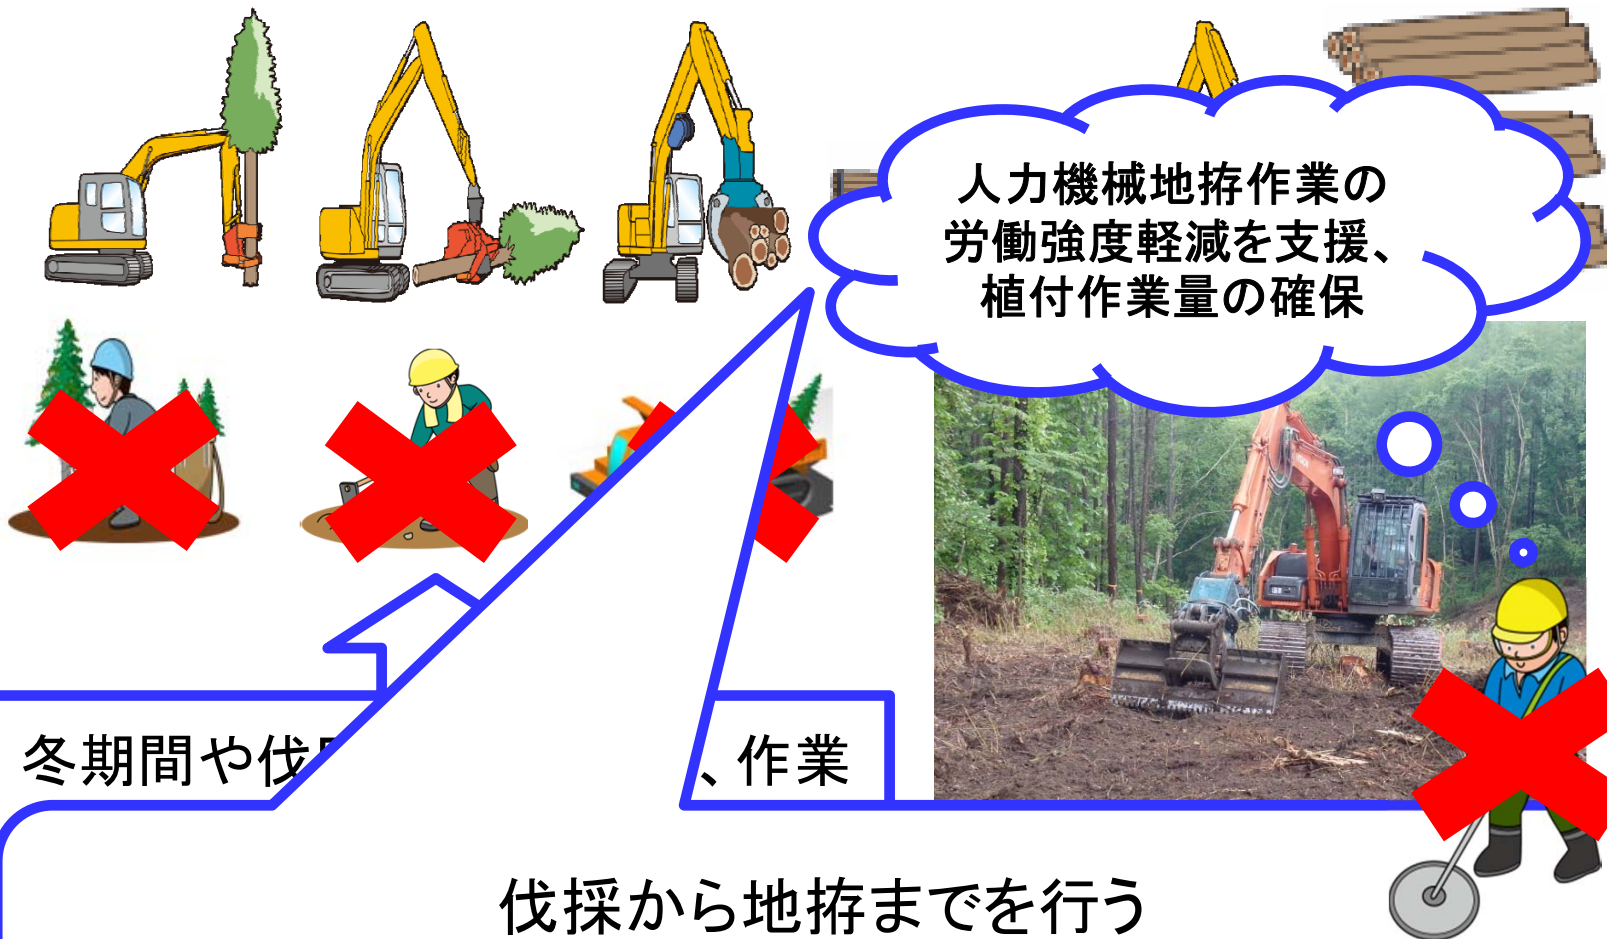 人力機械地拵作業の
労働強度軽減を支援、
植付作業量の確保
冬期間や伐
、作業
伐採から地拵までを行う